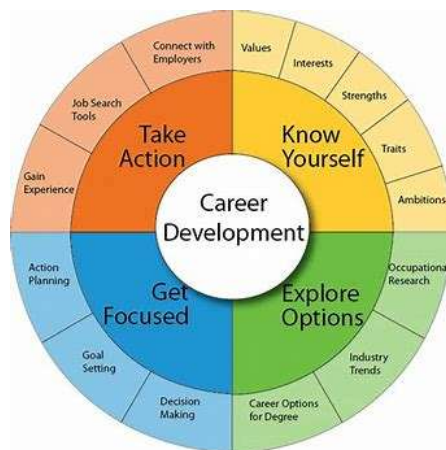 Career
Development
Know
Yourself
Values
Interests
Strengths
Traits
Ambitions
Explore
Options
Occupational
Research
Industry
Trends
Career Options
for Degree
Get
Focused
Decision
Making
Goal
Setting
Action
Planning
Take
Action
Gain
Experience
Job Search
Tools
Connect with
Employers